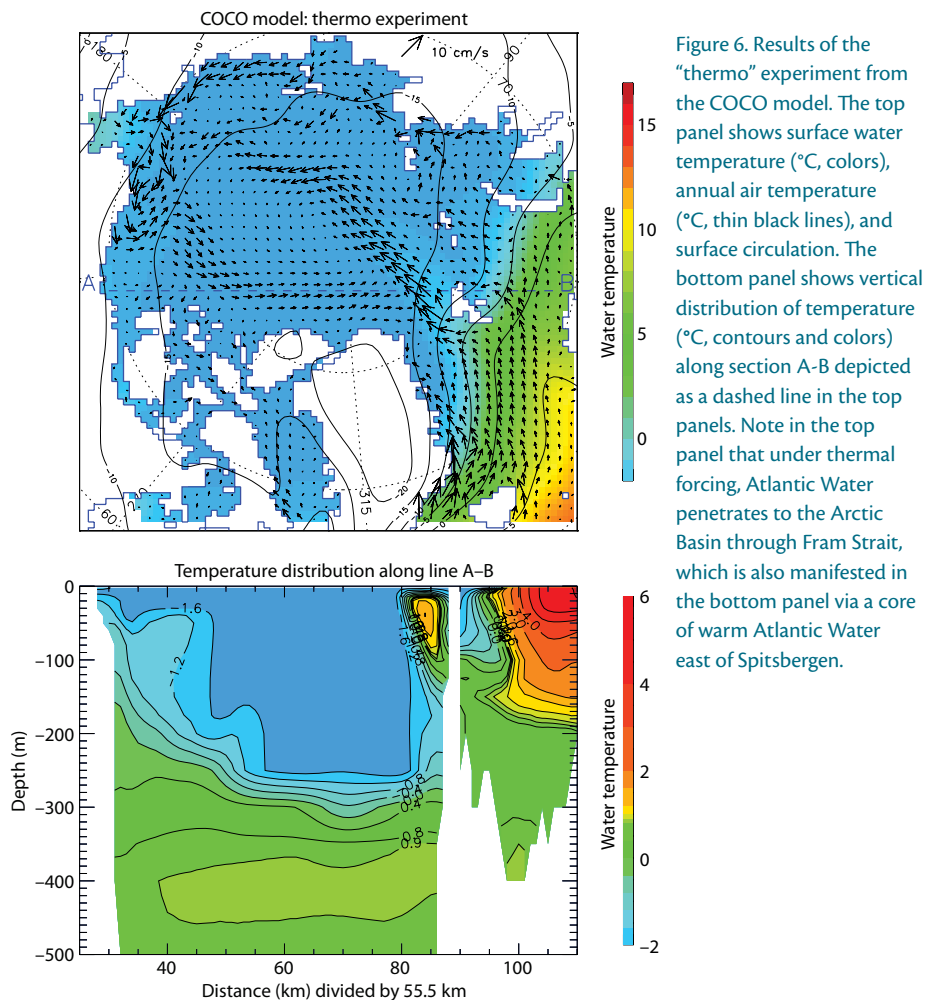 COCO model: thermo experiment
10 cm/s
A
B
Water temperature
15
10
5
0
Figure 6. Results of the
“thermo” experiment from
the COCO model. The top
panel shows surface water
temperature (°C, colors),
annual air temperature
(°C, thin black lines), and
surface circulation. The
bottom panel shows vertical
distribution of temperature
(°C, contours and colors)
along section A-B depicted
as a dashed line in the top
panels. Note in the top
panel that under thermal
forcing, Atlantic Water
penetrates to the Arctic
Basin through Fram Strait,
which is also manifested in
the bottom panel via a core
of warm Atlantic Water
east of Spitsbergen.
Temperature distribution along line A–B
Depth (m)
0
−100
−200
−300
−400
−500
−1.6
−1.2
0.4
0.8
0.9
4.0
40
60
80
100
Distance (km) divided by 55.5 km
Water temperature
6
4
2
0
−2